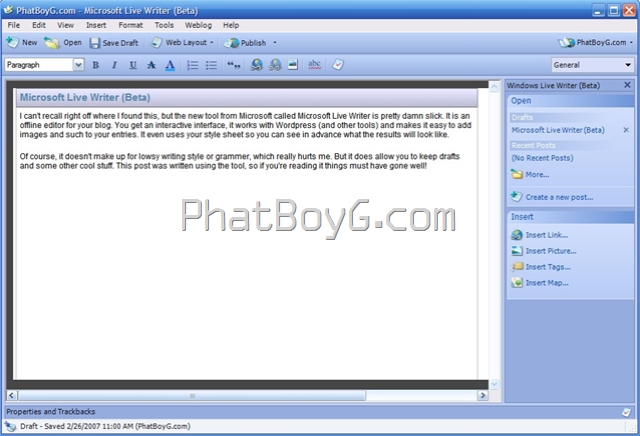 PhatBoyG.com - Microsoft Live Writer (Beta)
File Edit View Insert Format Tools Weblog Help
New Open Save Draft Web Layout Publish PhatBoyG.com
Paragraph B I U A A abc General
Microsoft Live Writer (Beta)
I can't recall right off where I found this, but the new tool from Microsoft called Microsoft Live Writer is pretty damn slick. It is an
offline editor for your blog. You get an interactive interface, it works with Wordpress (and other tools) and makes it easy to add
images and such to your entries. It even uses your style sheet so you can see in advance what the results will look like.
Of course, it doesn't make up for lowsy writing style or grammer, which really hurts me. But it does allow you to keep drafts
and some other cool stuff. This post was written using the tool, so if you're reading it things must have gone well!
PhatBoyG.com
Windows Live Writer (Beta)
Open
Drafts
Microsoft Live Writer (Beta)
Recent Posts
(No Recent Posts)
More...
Create a new post...
Insert
Insert Link...
Insert Picture...
Insert Tags...
Insert Map...
Properties and Trackbacks
Draft - Saved 2/26/2007 11:00 AM (PhatBoyG.com)